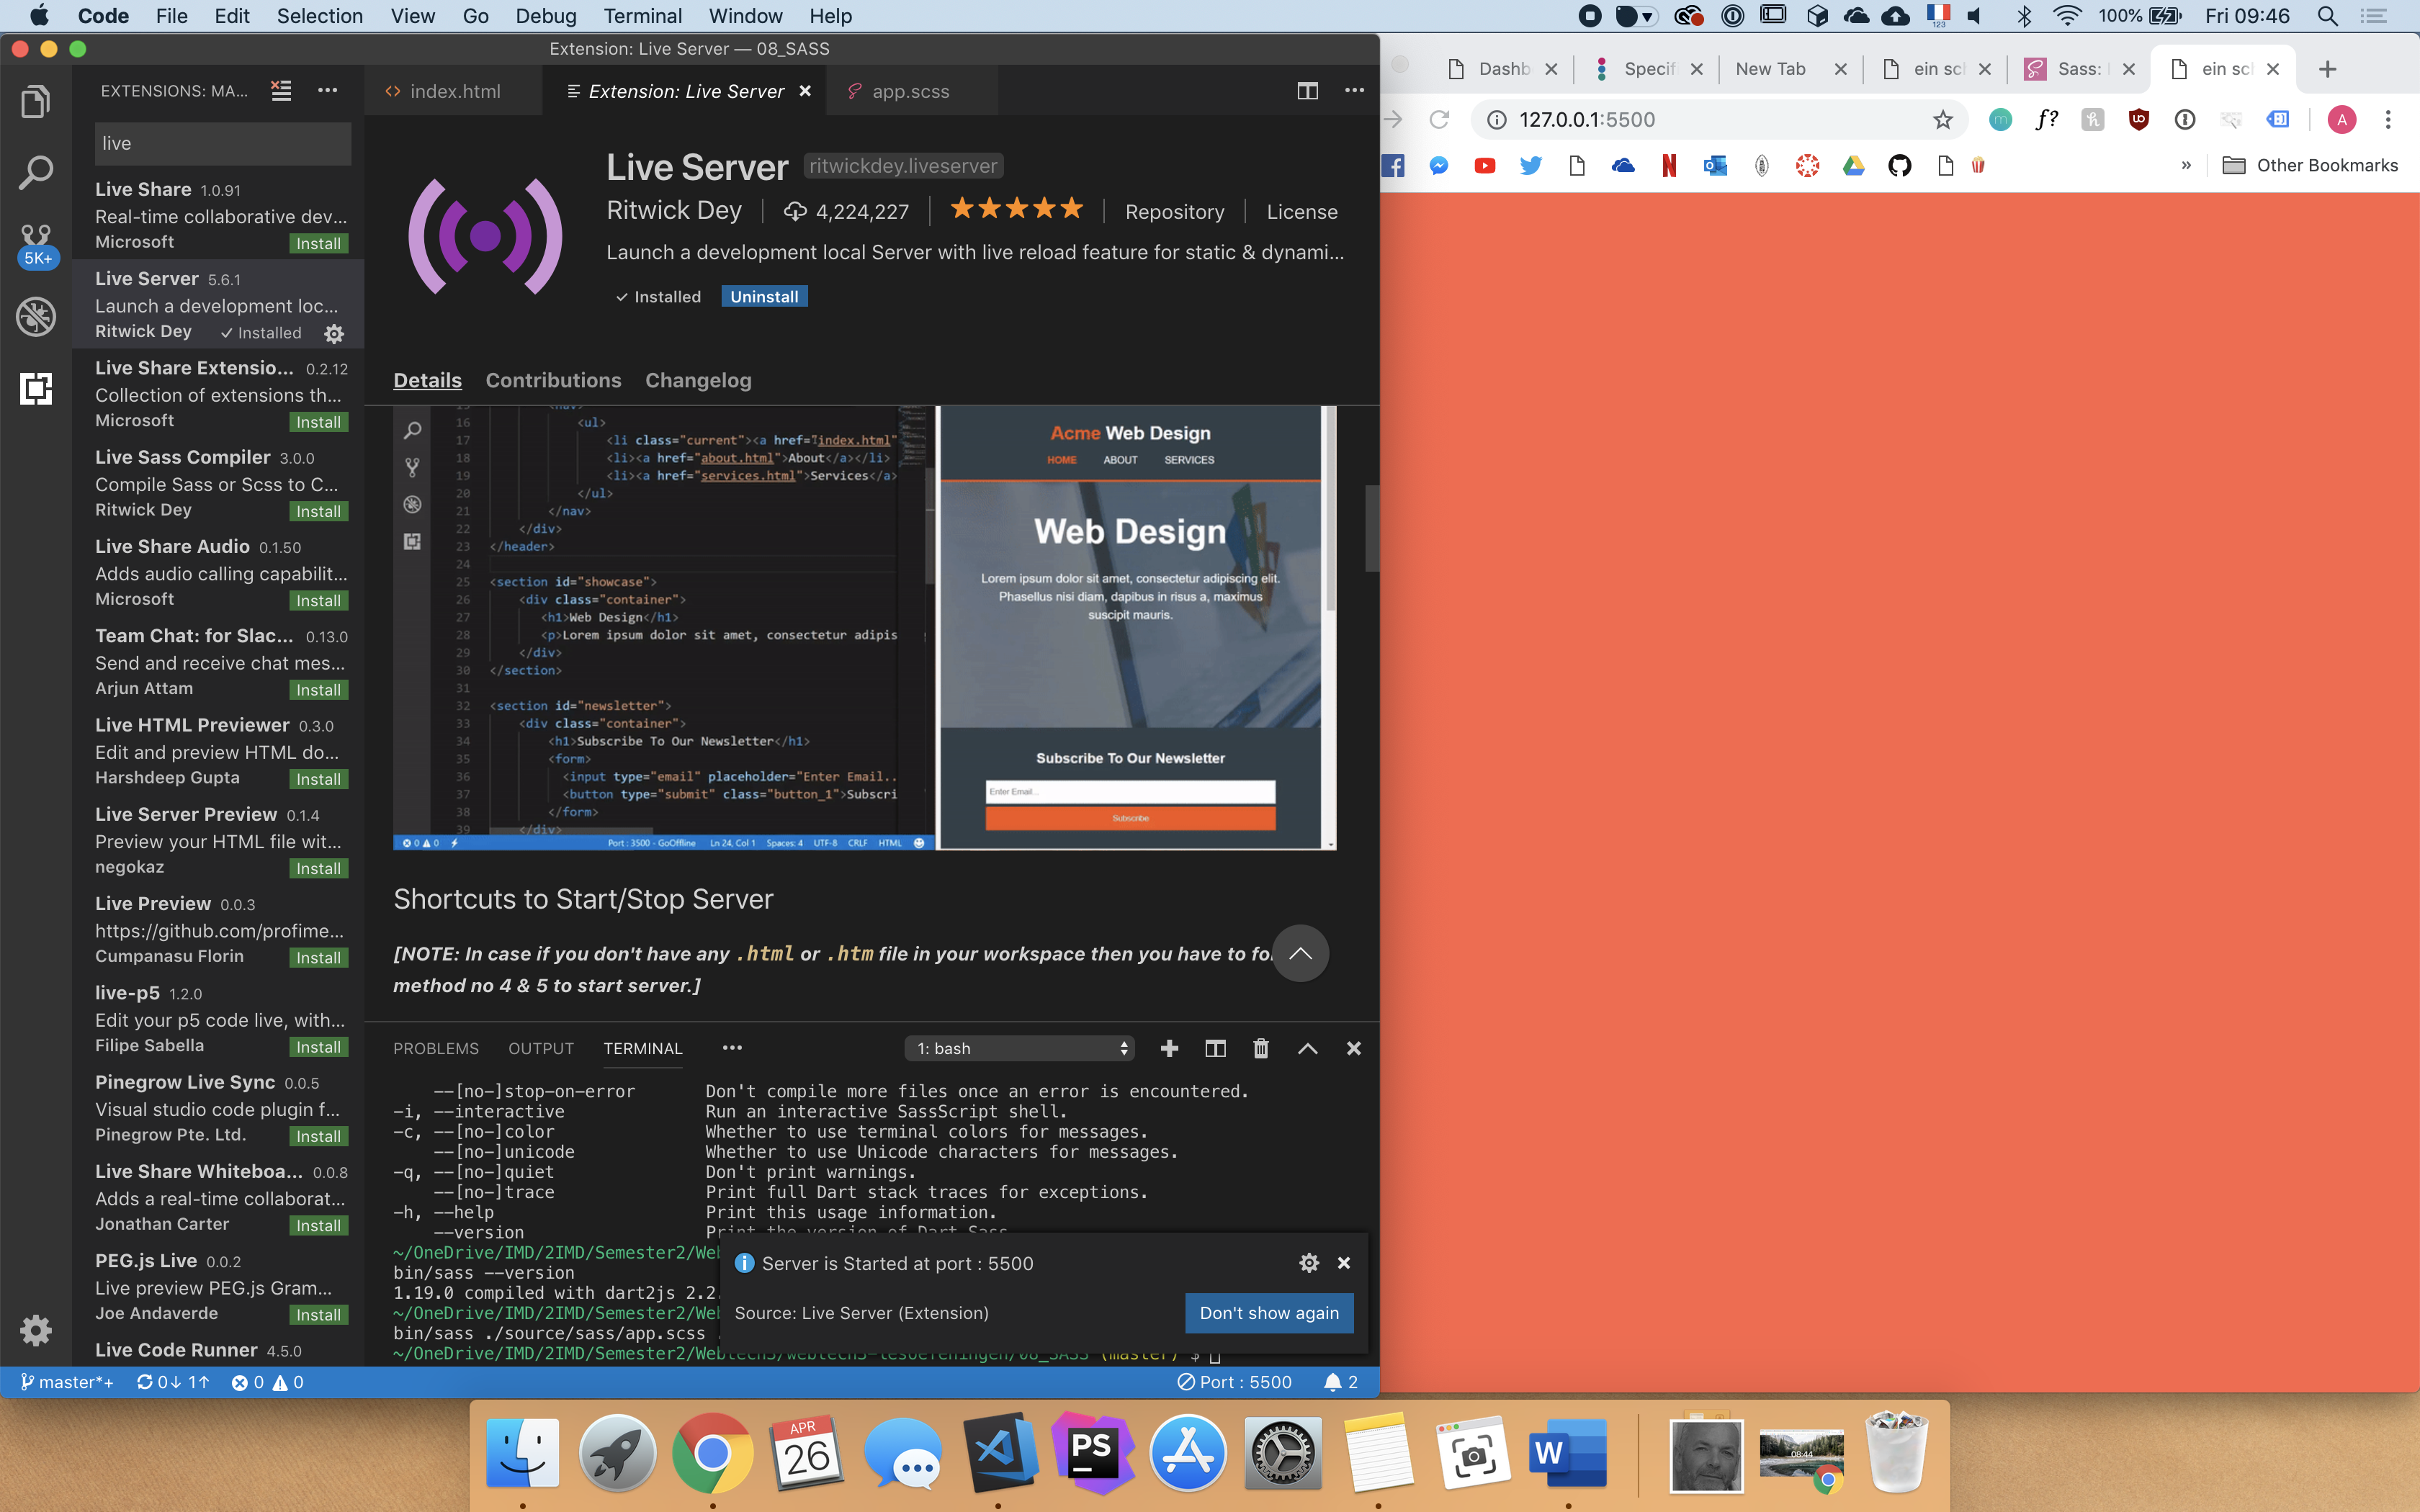 Code File Edit Selection View Go Debug Terminal Window Help
123
100%
Fri 09:46
Extension: Live Server — 08_SASS
EXTENSIONS: MA...
index.html
Extension: Live Server
app.scss
live
Live Share 1.0.91
Real-time collaborative dev...
Microsoft
Install
5K+
Live Server 5.6.1
Launch a development loc...
Ritwick Dey
Installed
Live Share Extensio... 0.2.12
Collection of extensions th...
Microsoft
Install
Live Sass Compiler 3.0.0
Compile Sass or Scss to C...
Ritwick Dey
Install
Live Share Audio 0.1.50
Adds audio calling capabilit...
Microsoft
Install
Team Chat: for Slac... 0.13.0
Send and receive chat mes...
Arjun Attam
Install
Live HTML Previewer 0.3.0
Edit and preview HTML do...
Harshdeep Gupta
Install
Live Server Preview 0.1.4
Preview your HTML file wit...
negokaz
Install
Live Preview 0.0.3
https://github.com/profime...
Cumpanasu Florin
Install
live-p5 1.2.0
Edit your p5 code live, with...
Filipe Sabella
Install
Pinegrow Live Sync 0.0.5
Visual studio code plugin f...
Pinegrow Pte. Ltd.
Install
Live Share Whiteboa... 0.0.8
Adds a real-time collaborat...
Jonathan Carter
Install
PEG.js Live 0.0.2
Live preview PEG.js Gram...
Joe Andaverde
Install
Live Code Runner 4.5.0
Live Server ritwickdey.liveserver
Ritwick Dey
4,224,227
Repository
License
Launch a development local Server with live reload feature for static & dynami...
Installed
Uninstall
Details Contributions Changelog
16 <ul>
17 <li class="current"><a href="index.html"
18 <li><a href="about.html">About</a></li>
19 <li><a href="services.html">Services</a>
20 </ul>
21 </nav>
22 </div>
23 </header>
24
25 <section id="showcase">
26 <div class="container">
27 <h1>Web Design</h1>
28 <p>Lorem ipsum dolor sit amet, consectetur adipis
29 </div>
30 </section>
31
32 <section id="newsletter">
33 <div class="container">
34 <h1>Subscribe To Our Newsletter</h1>
35 <form>
36 <input type="email" placeholder="Enter Email..
37 <button type="submit" class="button_1">Subscri
38 </form>
39 </div>
0 0 Port : 3500 - GoOffline Ln 24, Col 1 Spaces: 4 UTF-8 CRLF HTML
Acme Web Design
HOME ABOUT SERVICES
Web Design
Lorem ipsum dolor sit amet, consectetur adipiscing elit.
Phasellus nisi diam, dapibus in risus a, maximus
suscipit mauris.
Subscribe To Our Newsletter
Enter Email...
Subscribe
Shortcuts to Start/Stop Server
[NOTE: In case if you don't have any .html or .htm file in your workspace then you have to fo
method no 4 & 5 to start server.]
PROBLEMS OUTPUT TERMINAL
1: bash
--[no-]stop-on-error Don't compile more files once an error is encountered.
-i, --interactive Run an interactive SassScript shell.
-c, --[no-]color Whether to use terminal colors for messages.
--[no-]unicode Whether to use Unicode characters for messages.
-q, --[no-]quiet Don't print warnings.
--[no-]trace Print full Dart stack traces for exceptions.
-h, --help Print this usage information.
--version Print the version of Dart Sass.
~/OneDrive/IMD/2IMD/Semester2/We
bin/sass --version
1.19.0 compiled with dart2js 2.2.
~/OneDrive/IMD/2IMD/Semester2/We
bin/sass ./source/sass/app.scss
~/OneDrive/IMD/2IMD/Semester2/Webtech3/webtech3-lesoefeningen/08_SASS (master) $
Server is Started at port : 5500
Source: Live Server (Extension)
Don't show again
master*+ 0↓ 1↑ 0 0
Port : 5500
2
Dashb
Specif
New Tab
ein sc
Sass:
ein sc
127.0.0.1:5500
f?
A
»
Other Bookmarks
APR
26
PS
W
08:44